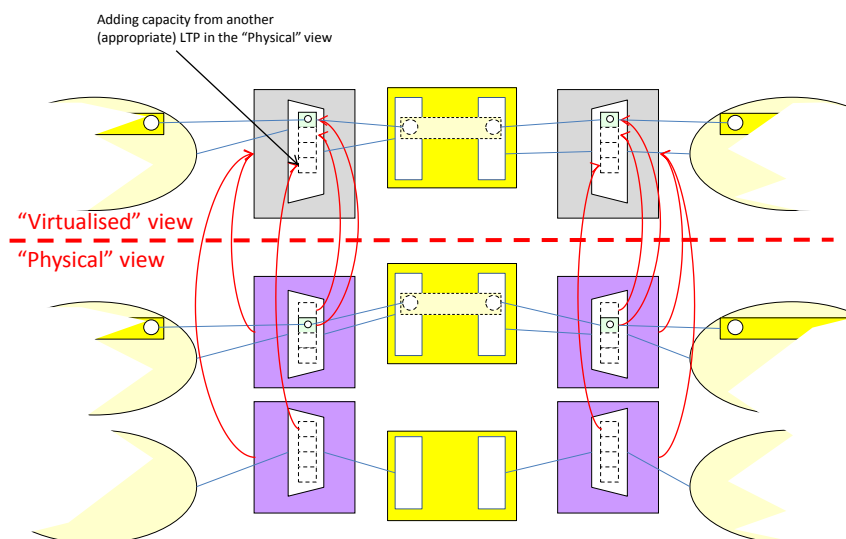 Adding capacity from another
(appropriate) LTP in the “Physical” view
“Virtualised” view
“Physical” view